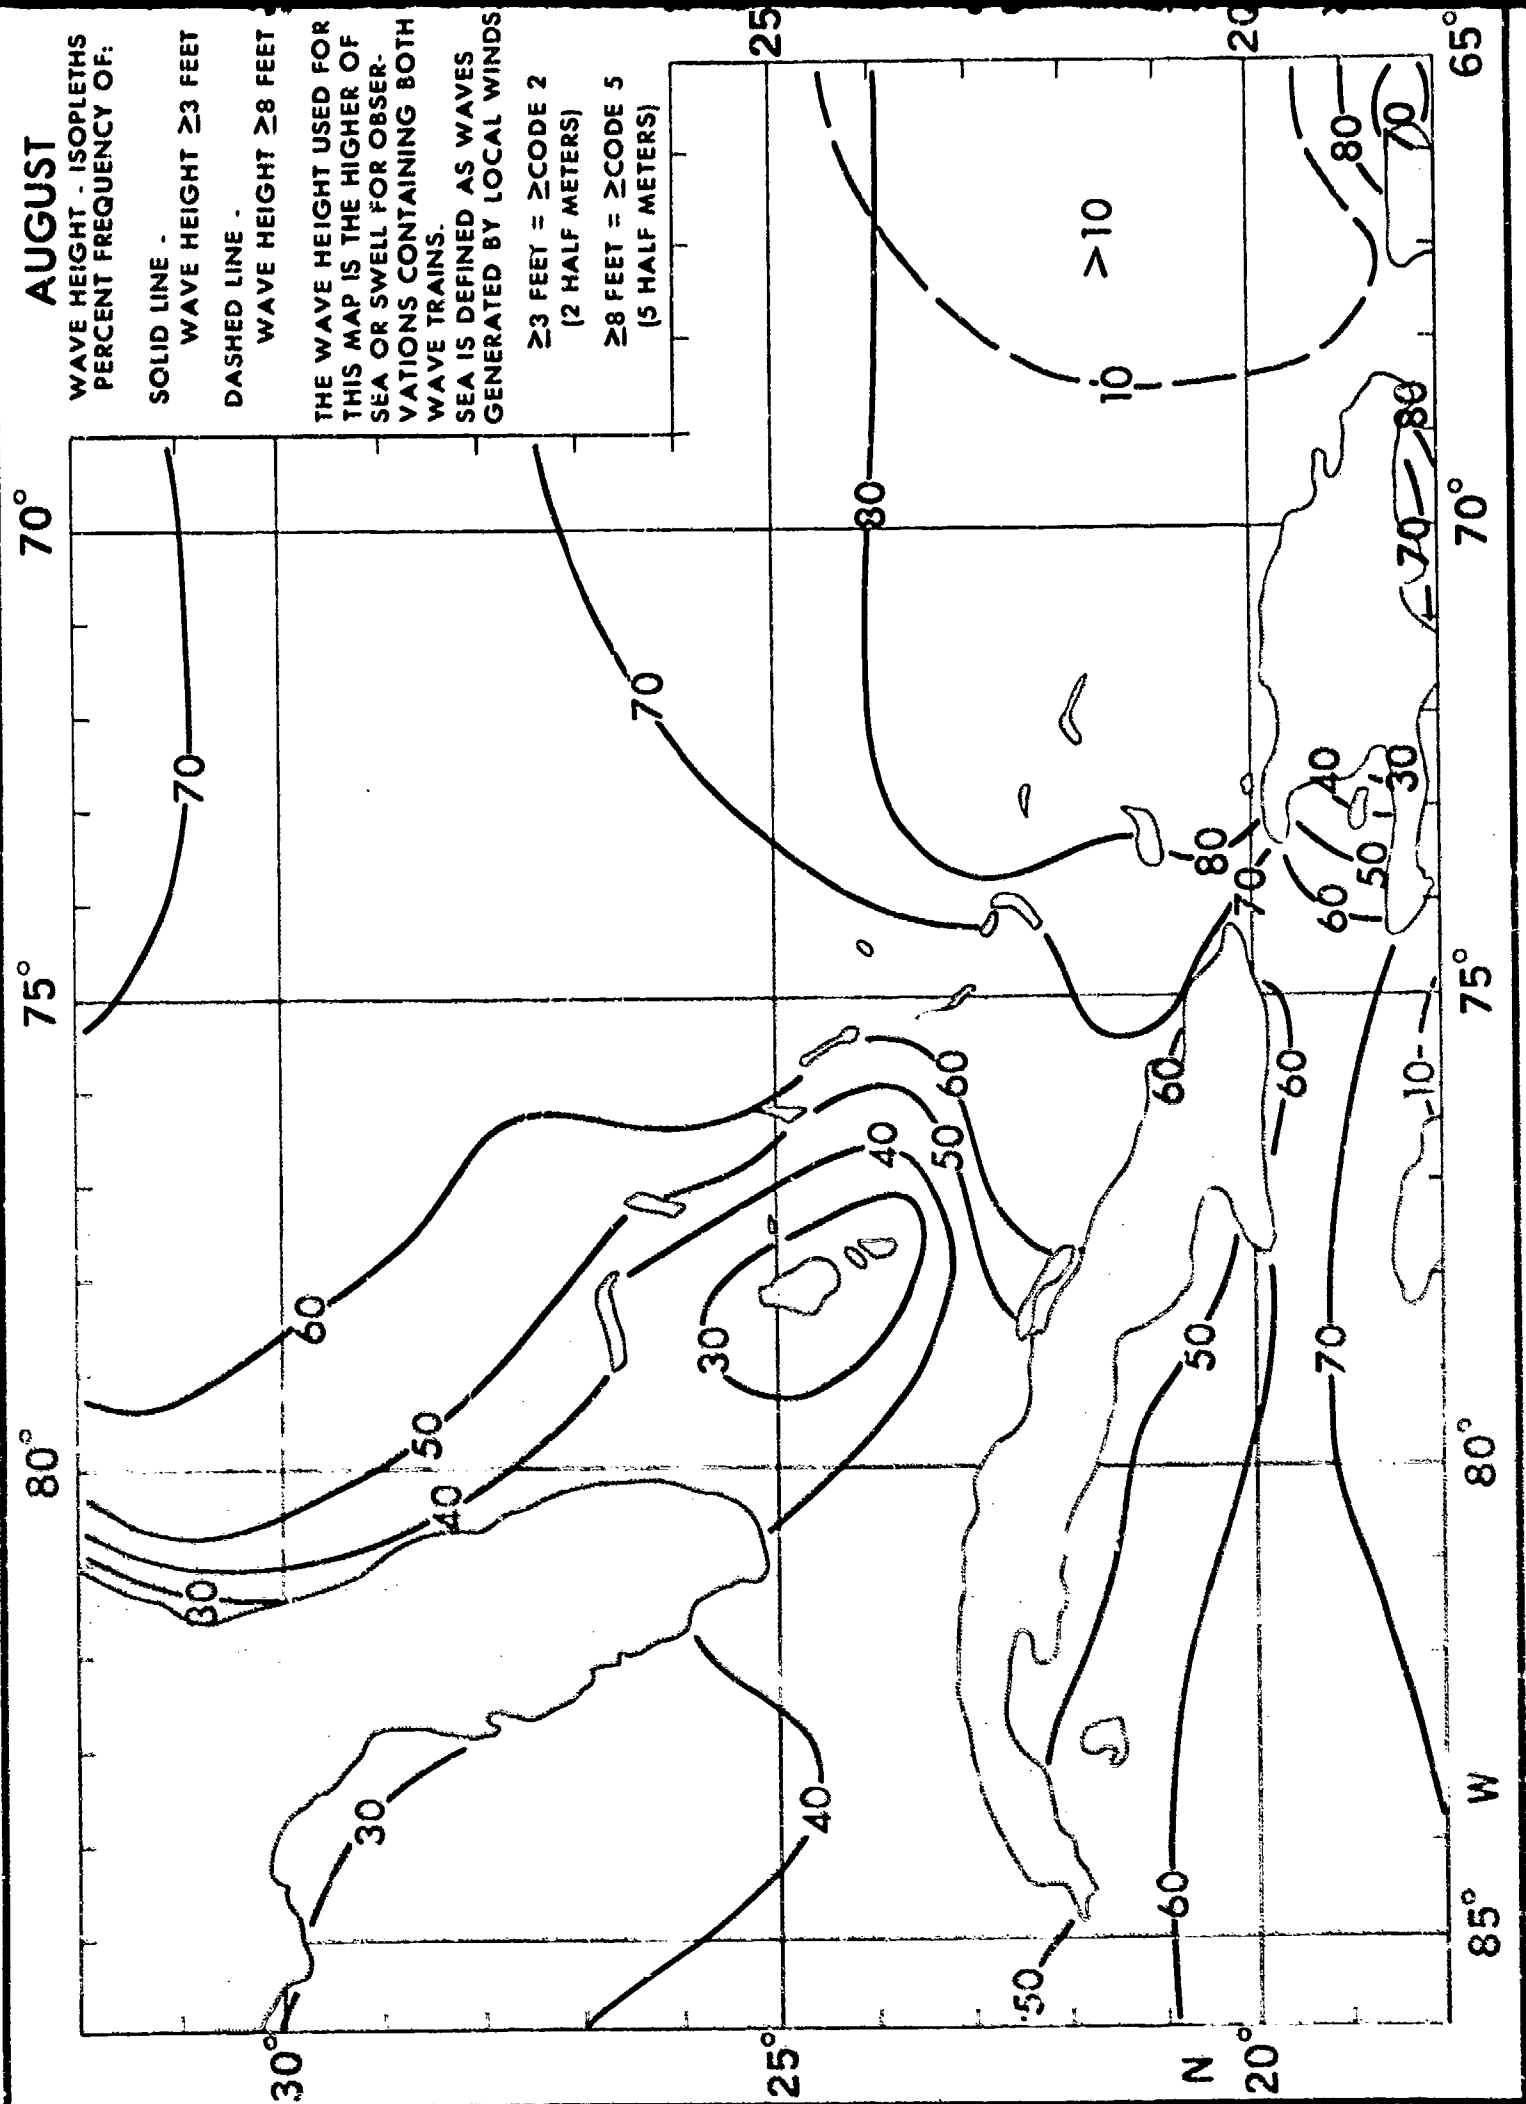 AUGUST
WAVE HEIGHT - ISOPLETHS
PERCENT FREQUENCY OF:
SOLID LINE -
WAVE HEIGHT ≥3 FEET
DASHED LINE -
WAVE HEIGHT ≥8 FEET
THE WAVE HEIGHT USED FOR
THIS MAP IS THE HIGHER OF
SEA OR SWELL FOR OBSER-
VATIONS CONTAINING BOTH
WAVE TRAINS.
SEA IS DEFINED AS WAVES
GENERATED BY LOCAL WINDS
≥3 FEET = ≥CODE 2
(2 HALF METERS)
≥8 FEET = ≥CODE 5
(5 HALF METERS)
80°
75°
70°
70
30
30°
60
30
50
40
70
30
25°
25
40
80
40
50
60
50
>10
10
60
60
N
50
80
20°
70
20
60
40
70
60
80
50
70
30
80
70
10
85°
W
80°
75°
70°
65°